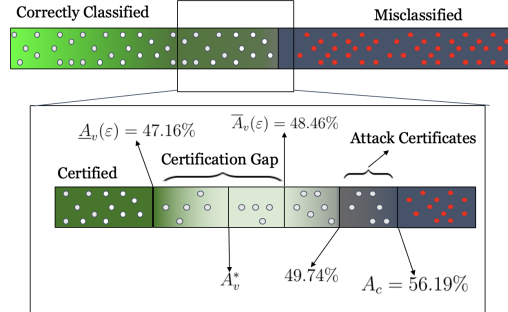 Correctly Classified
Misclassified
A̲_v(ε) = 47.16%
A̅_v(ε) = 48.46%
Attack Certificates
Certified
Certification Gap
A_v^*
49.74%
A_c = 56.19%